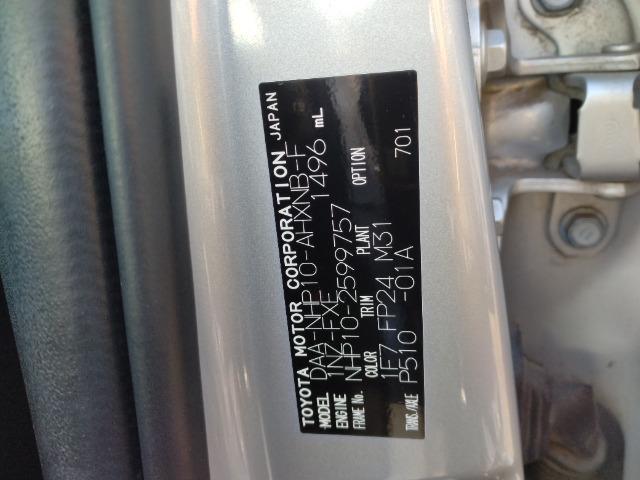 TOYOTA MOTOR CORPORATION JAPAN
MODEL DAA-NHP10-AHXNB-F
ENGINE 1NZ-FXE 1496 mL
FRAME No. NHP10-2599757
COLOR TRIM PLANT OPTION
1F7 FP24 M31 701
TRANS./AXLE P510 -01A